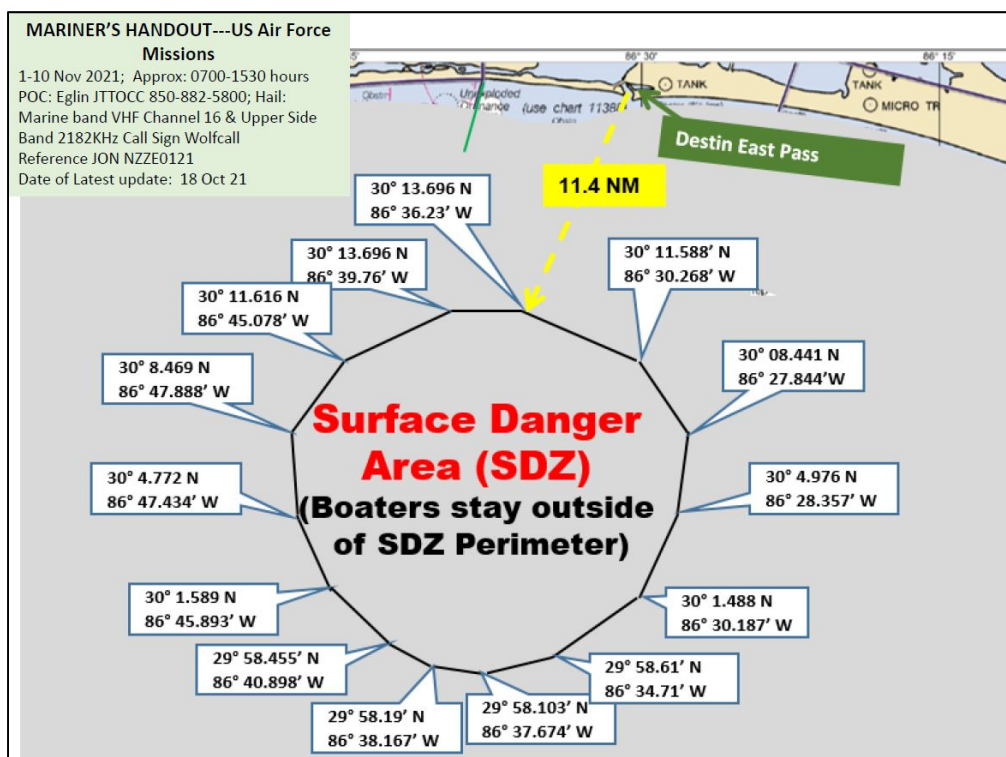 MARINER'S HANDOUT---US Air Force
Missions
1-10 Nov 2021; Approx: 0700-1530 hours
POC: Eglin JTTOCC 850-882-5800; Hail:
Marine band VHF Channel 16 & Upper Side
Band 2182KHz Call Sign Wolfcall
Reference JON NZZE0121
Date of Latest update: 18 Oct 21
86° 30'
86° 15'
Obstn
Unexploded
Ordnance
(use chart 11386)
Obstn
TANK
TANK
MICRO TR
Destin East Pass
11.4 NM
30° 13.696 N
86° 36.23' W
30° 13.696 N
86° 39.76' W
30° 11.588' N
86° 30.268' W
30° 11.616 N
86° 45.078' W
30° 8.469 N
86° 47.888' W
30° 08.441 N
86° 27.844'W
Surface Danger
Area (SDZ)
(Boaters stay outside
of SDZ Perimeter)
30° 4.772 N
86° 47.434' W
30° 4.976 N
86° 28.357' W
30° 1.589 N
86° 45.893' W
30° 1.488 N
86° 30.187' W
29° 58.455' N
86° 40.898' W
29° 58.61' N
86° 34.71' W
29° 58.19' N
86° 38.167' W
29° 58.103' N
86° 37.674' W